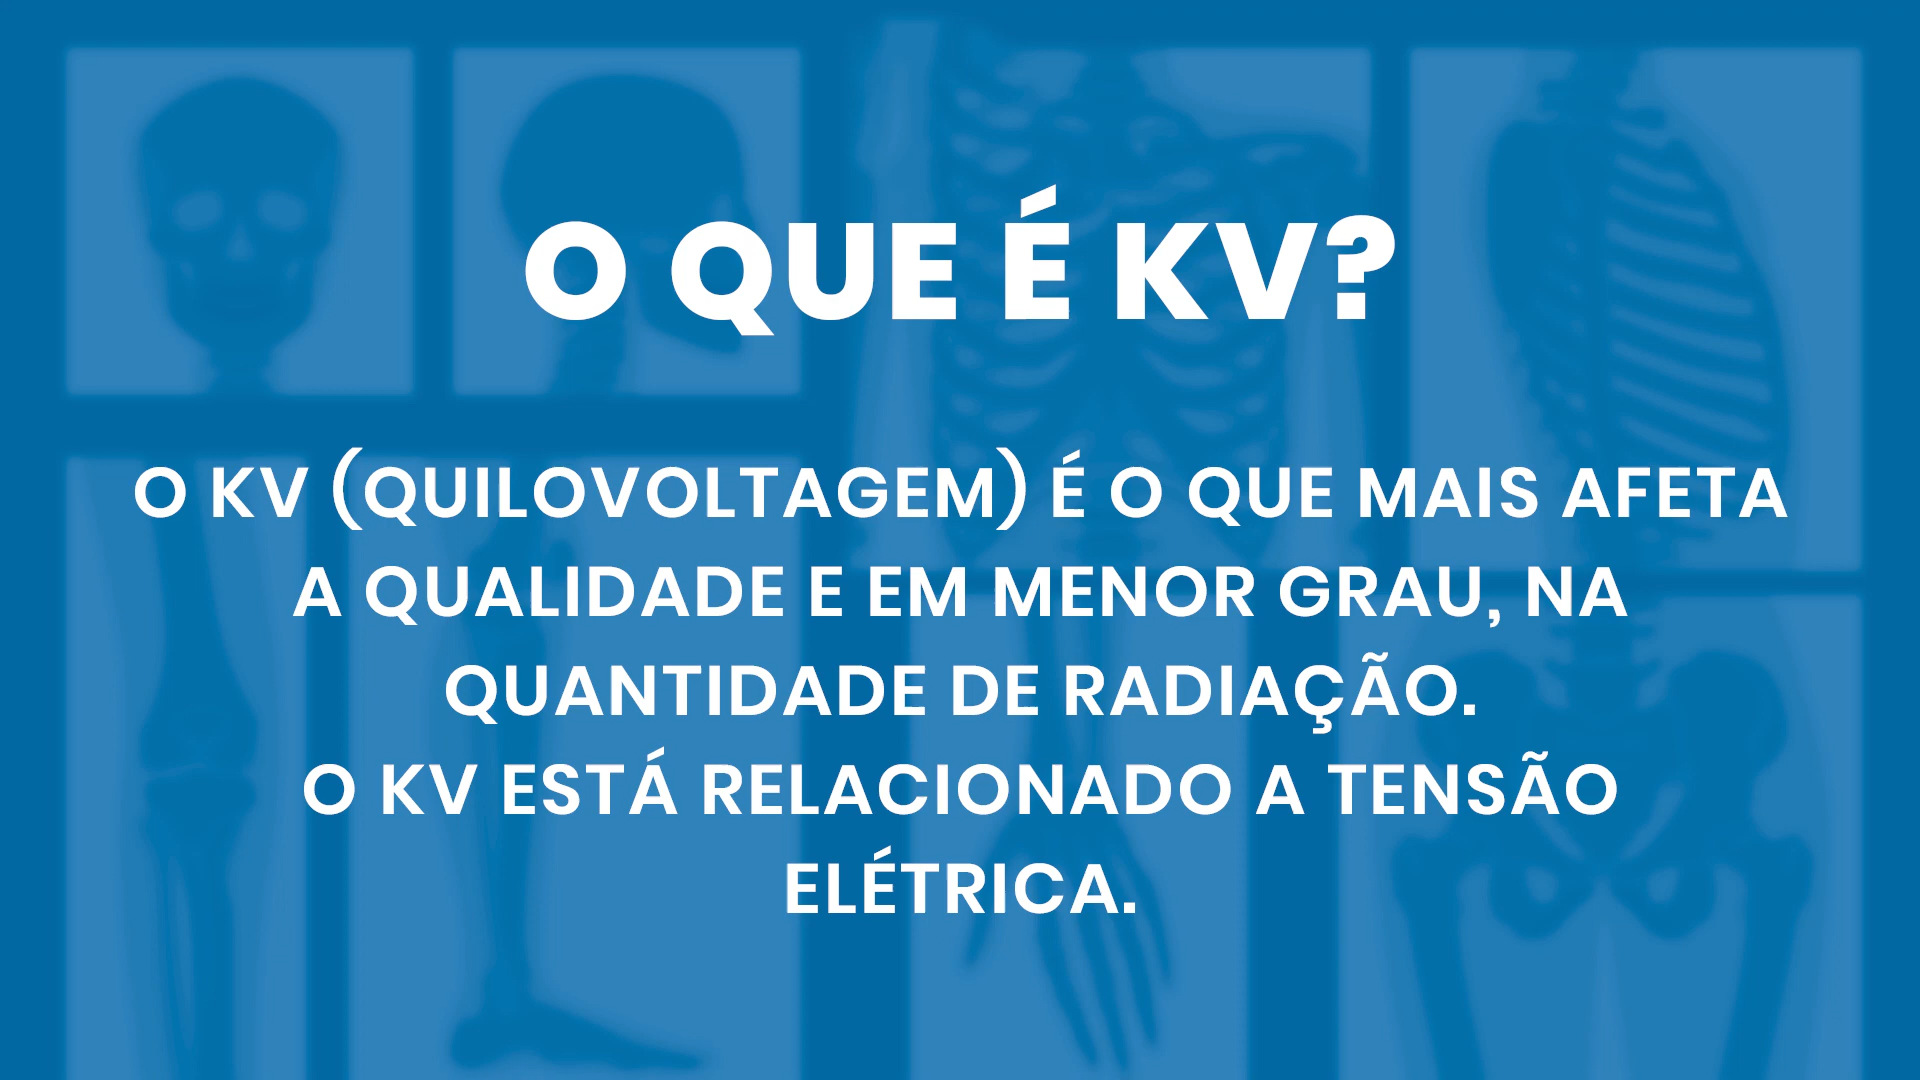 O QUE É KV?
O KV (QUILOVOLTAGEM) É O QUE MAIS AFETA
A QUALIDADE E EM MENOR GRAU, NA
QUANTIDADE DE RADIAÇÃO.
O KV ESTÁ RELACIONADO A TENSÃO
ELÉTRICA.